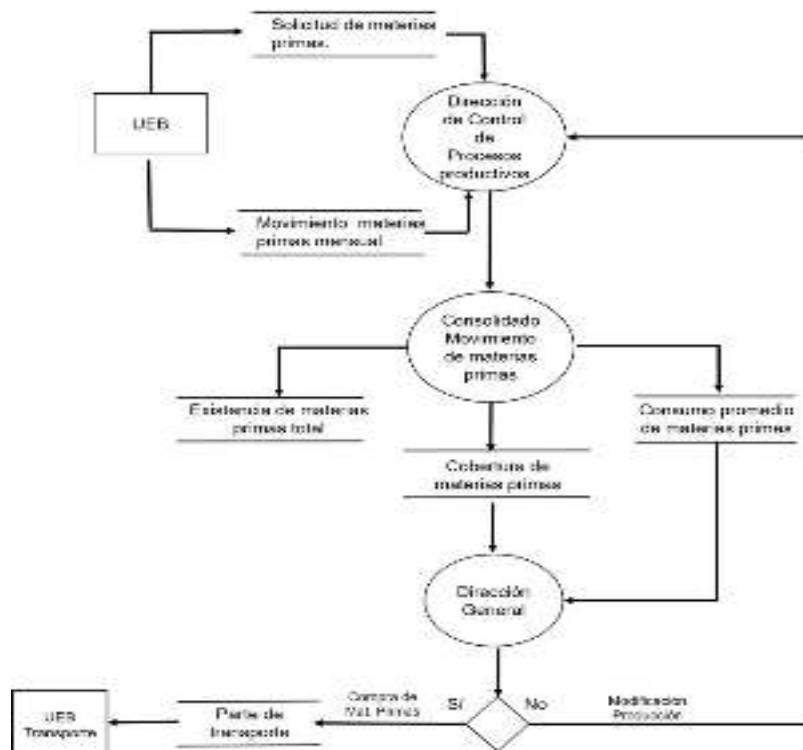 Solicitud de materias
primas.
UEB
Dirección
de Control
de
Procesos
productivos
Movimiento materias
primas mensual
Consolidado
Movimiento
de materias
primas
Existencia de materias
primas total
Consumo promedio
de materias primas
Cobertura de
materias primas
Dirección
General
Compra de
Mat. Primas
Sí
No
Modificación
Producción
Parte de
transporte
UEB
Transporte